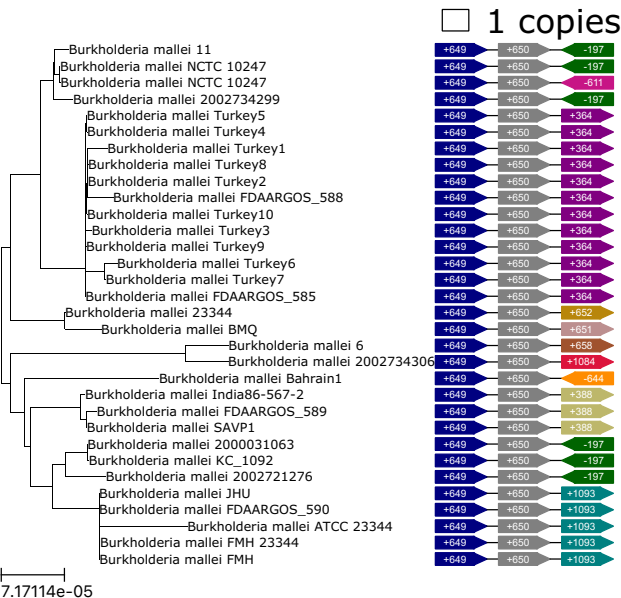 1 copies
Burkholderia mallei 11 +649 +650 -197
Burkholderia mallei NCTC 10247 +649 +650 -197
Burkholderia mallei NCTC 10247 +649 +650 -611
Burkholderia mallei 2002734299 +649 +650 -197
Burkholderia mallei Turkey5 +649 +650 +364
Burkholderia mallei Turkey4 +649 +650 +364
Burkholderia mallei Turkey1 +649 +650 +364
Burkholderia mallei Turkey8 +649 +650 +364
Burkholderia mallei Turkey2 +649 +650 +364
Burkholderia mallei FDAARGOS_588 +649 +650 +364
Burkholderia mallei Turkey10 +649 +650 +364
Burkholderia mallei Turkey3 +649 +650 +364
Burkholderia mallei Turkey9 +649 +650 +364
Burkholderia mallei Turkey6 +649 +650 +364
Burkholderia mallei Turkey7 +649 +650 +364
Burkholderia mallei FDAARGOS_585 +649 +650 +364
Burkholderia mallei 23344 +649 +650 +652
Burkholderia mallei BMQ +649 +650 +651
Burkholderia mallei 6 +649 +650 +658
Burkholderia mallei 2002734306 +649 +650 +1084
Burkholderia mallei Bahrain1 +649 +650 -644
Burkholderia mallei India86-567-2 +649 +650 +388
Burkholderia mallei FDAARGOS_589 +649 +650 +388
Burkholderia mallei SAVP1 +649 +650 +388
Burkholderia mallei 2000031063 +649 +650 -197
Burkholderia mallei KC_1092 +649 +650 -197
Burkholderia mallei 2002721276 +649 +650 -197
Burkholderia mallei JHU +649 +650 +1093
Burkholderia mallei FDAARGOS_590 +649 +650 +1093
Burkholderia mallei ATCC 23344 +649 +650 +1093
Burkholderia mallei FMH 23344 +649 +650 +1093
Burkholderia mallei FMH +649 +650 +1093
7.17114e-05